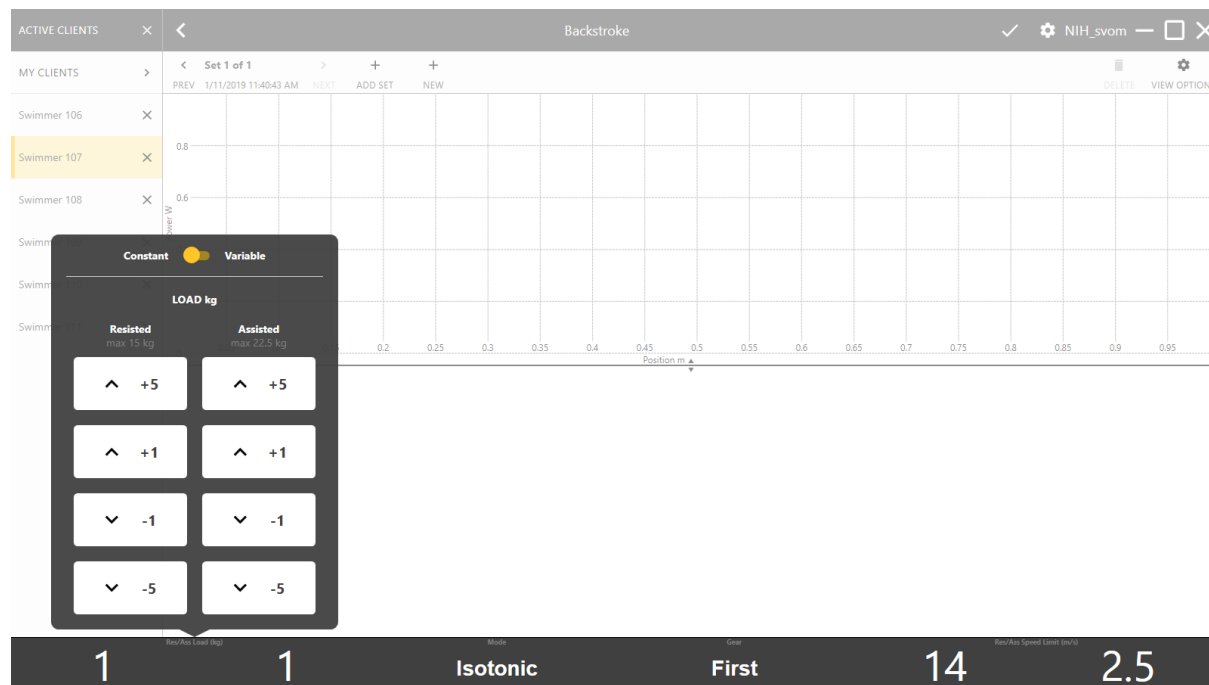 ACTIVE CLIENTS
Backstroke
NIH_svom
MY CLIENTS
Set 1 of 1
PREV 1/11/2019 11:40:43 AM NEXT ADD SET NEW
DELETE VIEW OPTION
Swimmer 106
Swimmer 107
Swimmer 108
0.8
0.6
0.2 0.25 0.3 0.35 0.4 0.45 0.5 0.55 0.6 0.65 0.7 0.75 0.8 0.85 0.9 0.95
Position m
Constant Variable
LOAD kg
Resisted Assisted
max 15 kg max 22.5 kg
+5 +5
+1 +1
-1 -1
-5 -5
Res/Ass Load (kg) Mode Gear Res/Ass Speed Limit (m/s)
1 1 Isotonic First 14 2.5